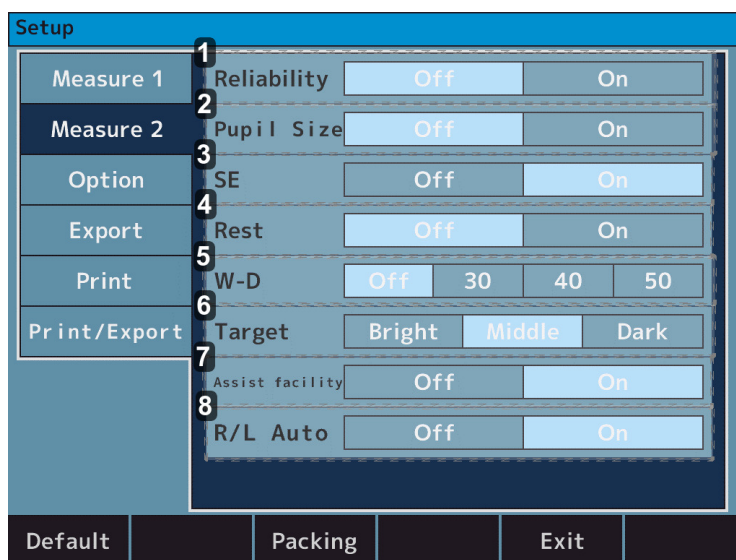 Setup
Measure 1
Measure 2
Option
Export
Print
Print/Export
1
Reliability Off On
2
Pupil Size Off On
3
SE Off On
4
Rest Off On
5
W-D Off 30 40 50
6
Target Bright Middle Dark
7
Assist facility Off On
8
R/L Auto Off On
Default Packing Exit